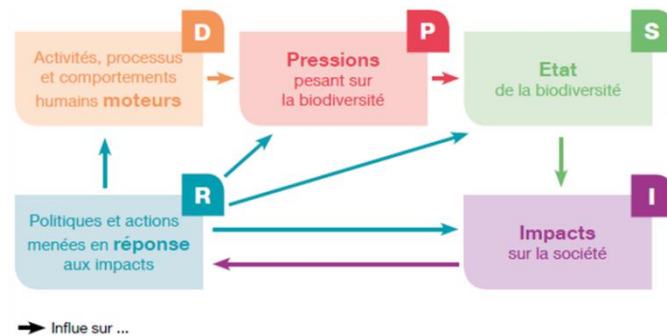 D
Activités, processus
et comportements
humains moteurs
P
Pressions
pesant sur
la biodiversité
S
Etat
de la biodiversité
R
Politiques et actions
menées en réponse
aux impacts
I
Impacts
sur la société
Influe sur ...